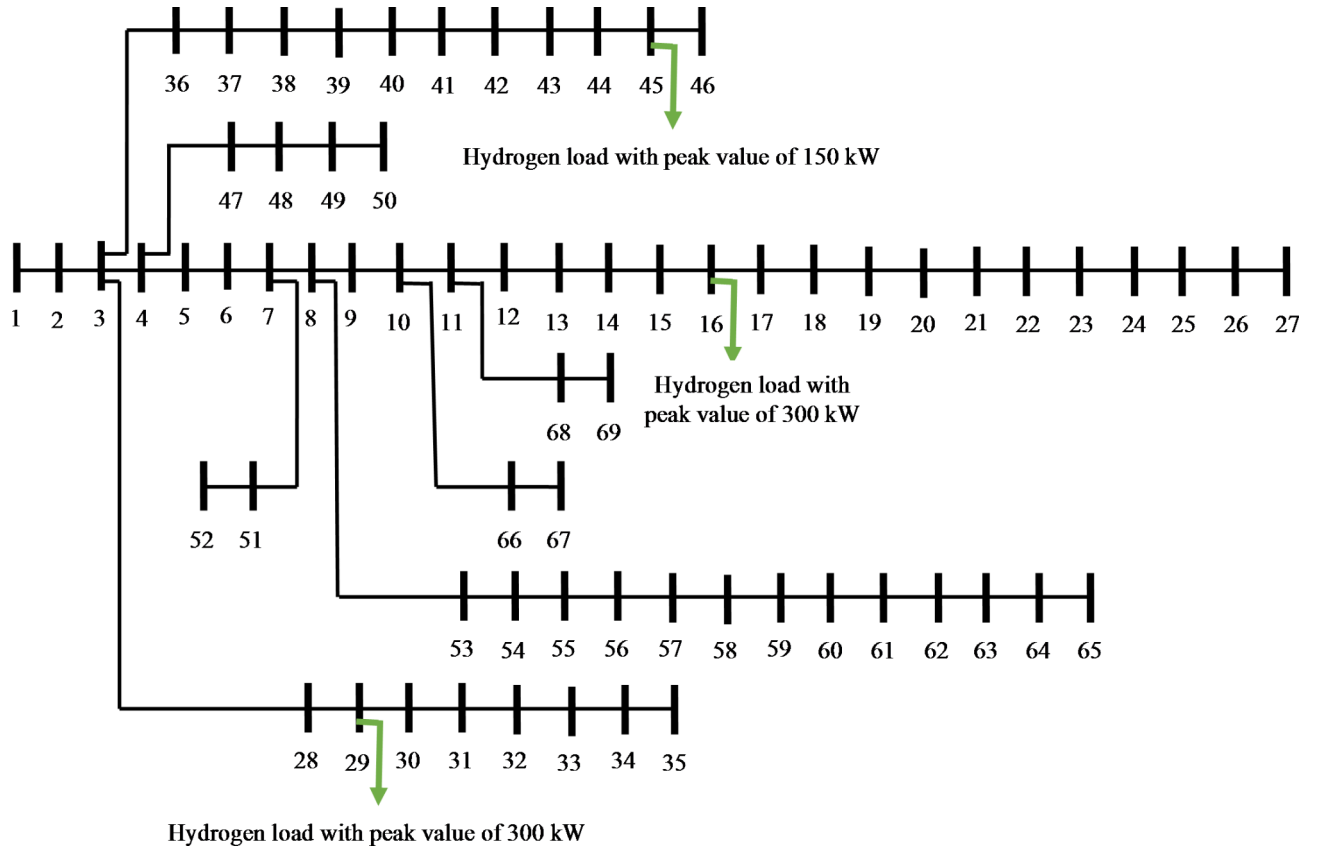 36 37 38 39 40 41 42 43 44 45 46
Hydrogen load with peak value of 150 kW
47 48 49 50
1 2 3 4 5 6 7 8 9 10 11 12 13 14 15 16 17 18 19 20 21 22 23 24 25 26 27
Hydrogen load with
peak value of 300 kW
68 69
52 51 66 67
53 54 55 56 57 58 59 60 61 62 63 64 65
28 29 30 31 32 33 34 35
Hydrogen load with peak value of 300 kW